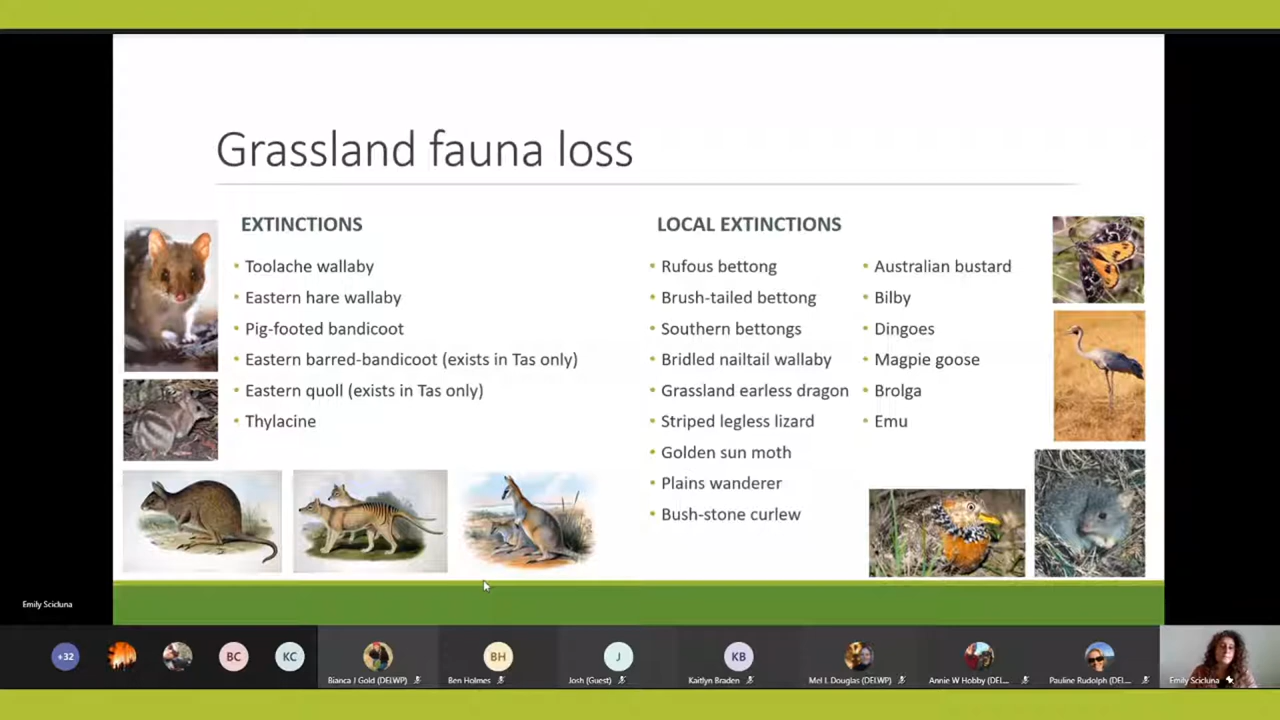 Grassland fauna loss
EXTINCTIONS
Toolache wallaby
Eastern hare wallaby
Pig-footed bandicoot
Eastern barred-bandicoot (exists in Tas only)
Eastern quoll (exists in Tas only)
Thylacine
LOCAL EXTINCTIONS
Rufous bettong
Brush-tailed bettong
Southern bettongs
Bridled nailtail wallaby
Grassland earless dragon
Striped legless lizard
Golden sun moth
Plains wanderer
Bush-stone curlew
Australian bustard
Bilby
Dingoes
Magpie goose
Brolga
Emu
Emily Scicluna
+32
BC
KC
Bianca J Gold (DELWP)
BH
Ben Holmes
J
Josh (Guest)
KB
Kaitlyn Braden
Mel I. Douglas (DELWP)
Annie W Hobby (DEL...
Pauline Rudolph (DEL...
Emily Scicluna